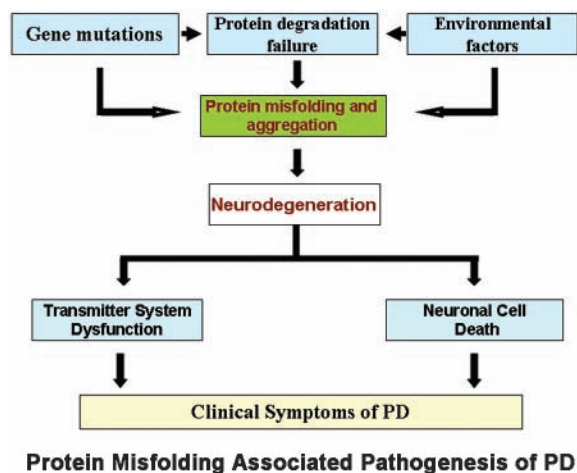 Gene mutations
Protein degradation
failure
Environmental
factors
Protein misfolding and
aggregation
Neurodegeneration
Transmitter System
Dysfunction
Neuronal Cell
Death
Clinical Symptoms of PD
Protein Misfolding Associated Pathogenesis of PD